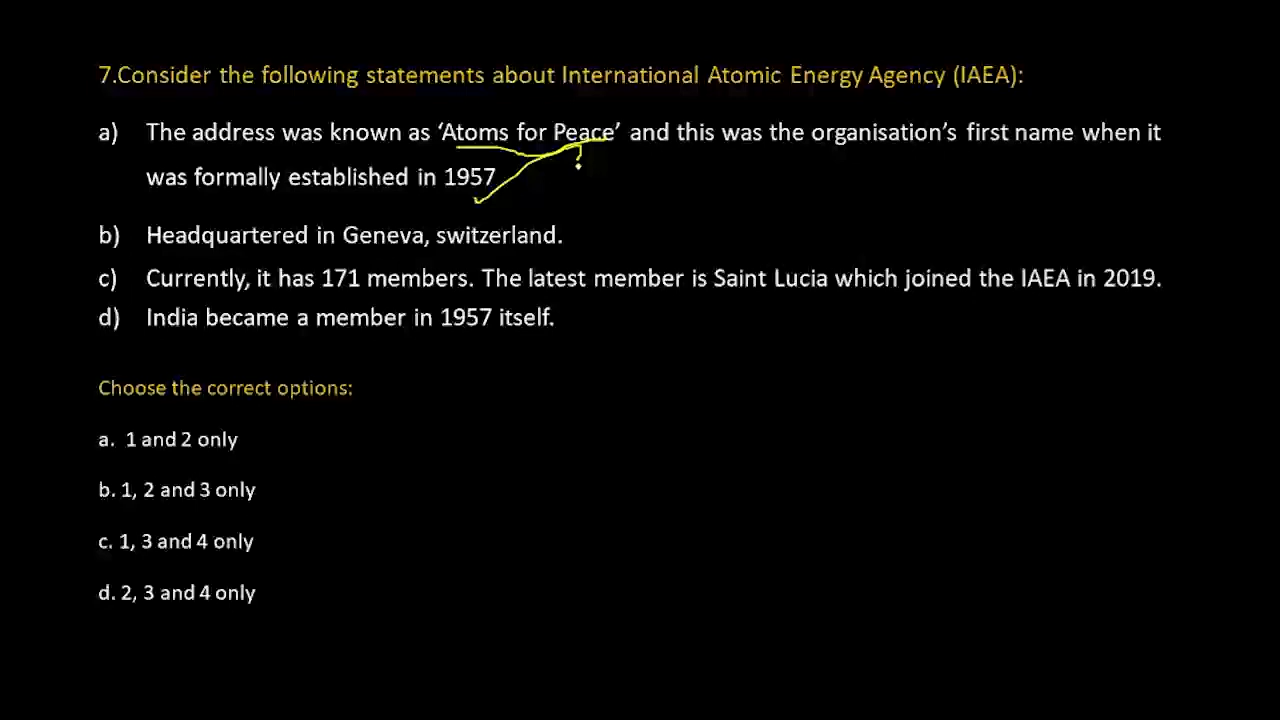 7.Consider the following statements about International Atomic Energy Agency (IAEA):
a) The address was known as ‘Atoms for Peace’ and this was the organisation’s first name when it
was formally established in 1957
?
b) Headquartered in Geneva, switzerland.
c) Currently, it has 171 members. The latest member is Saint Lucia which joined the IAEA in 2019.
d) India became a member in 1957 itself.
Choose the correct options:
a. 1 and 2 only
b. 1, 2 and 3 only
c. 1, 3 and 4 only
d. 2, 3 and 4 only